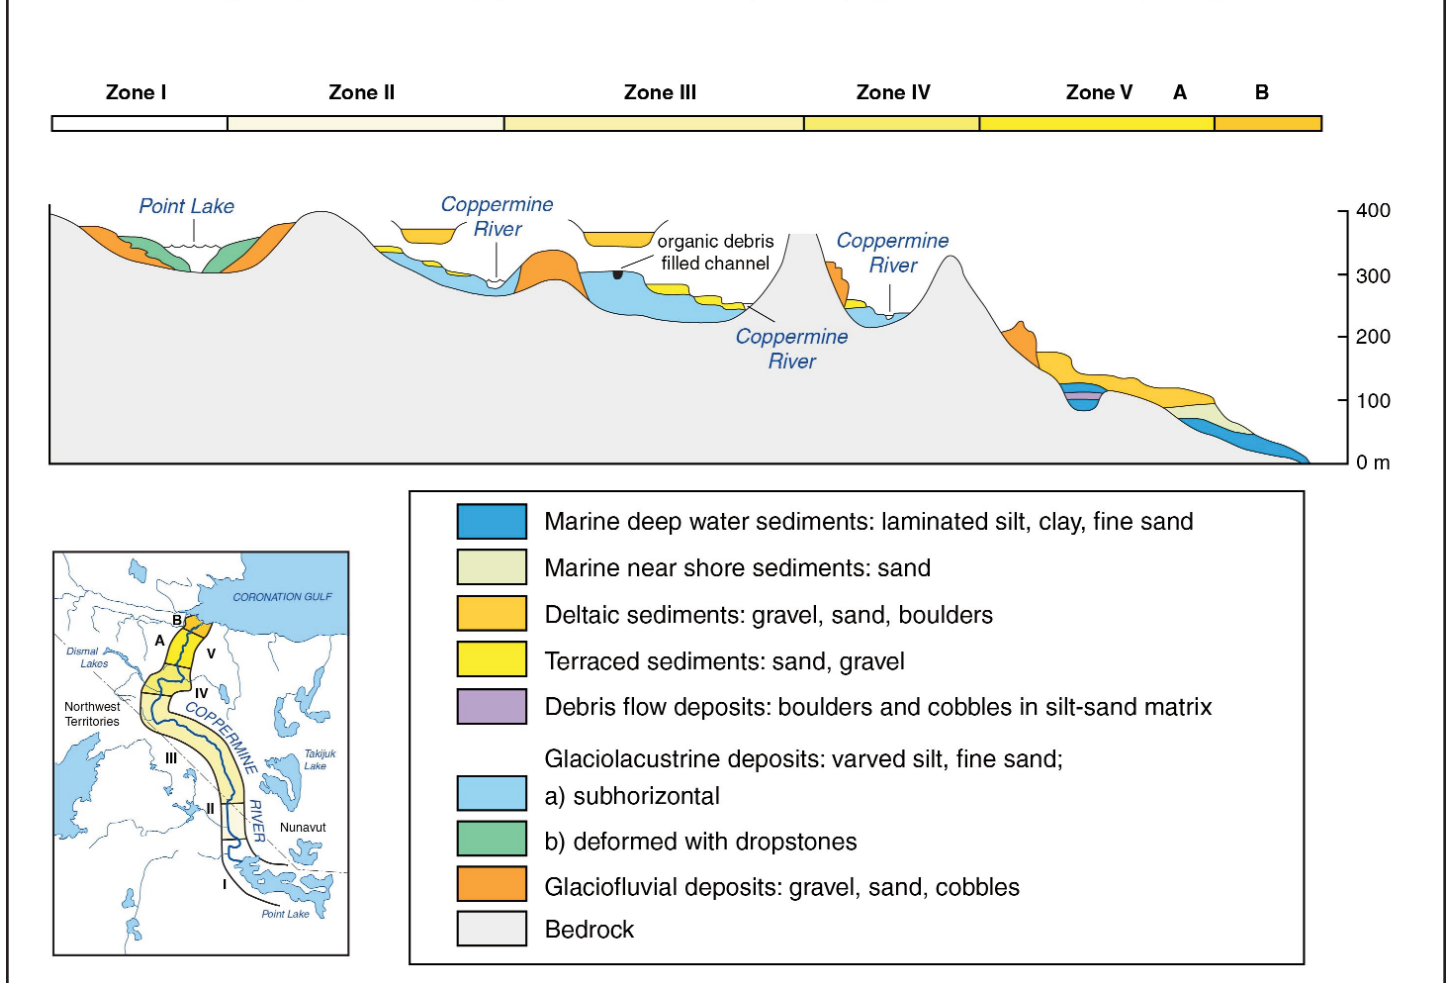 Zone I
Zone II
Zone III
Zone IV
Zone V
A
B
Point Lake
Coppermine
River
organic debris
filled channel
Coppermine
River
Coppermine
River
400
300
200
100
0 m
CORONATION GULF
B
A
V
Dismal
Lakes
IV
Northwest
Territories
COPPERMINE
RIVER
III
Takijuk
Lake
II
Nunavut
I
Point Lake
Marine deep water sediments: laminated silt, clay, fine sand
Marine near shore sediments: sand
Deltaic sediments: gravel, sand, boulders
Terraced sediments: sand, gravel
Debris flow deposits: boulders and cobbles in silt-sand matrix
Glaciolacustrine deposits: varved silt, fine sand;
a) subhorizontal
b) deformed with dropstones
Glaciofluvial deposits: gravel, sand, cobbles
Bedrock